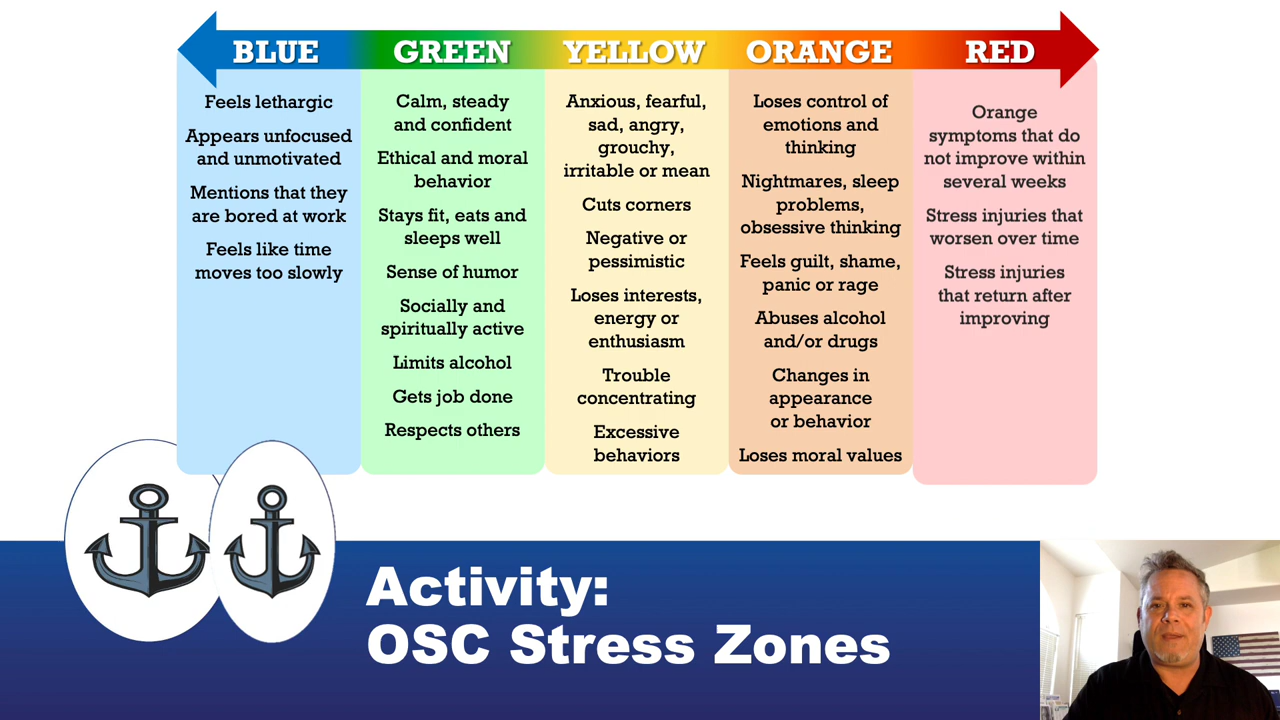 BLUE
GREEN
YELLOW
ORANGE
RED
Feels lethargic
Appears unfocused
and unmotivated
Mentions that they
are bored at work
Feels like time
moves too slowly
Calm, steady
and confident
Ethical and moral
behavior
Stays fit, eats and
sleeps well
Sense of humor
Socially and
spiritually active
Limits alcohol
Gets job done
Respects others
Anxious, fearful,
sad, angry,
grouchy,
irritable or mean
Cuts corners
Negative or
pessimistic
Loses interests,
energy or
enthusiasm
Trouble
concentrating
Excessive
behaviors
Loses control of
emotions and
thinking
Nightmares, sleep
problems,
obsessive thinking
Feels guilt, shame,
panic or rage
Abuses alcohol
and/or drugs
Changes in
appearance
or behavior
Loses moral values
Orange
symptoms that do
not improve within
several weeks
Stress injuries that
worsen over time
Stress injuries
that return after
improving
Activity:
OSC Stress Zones